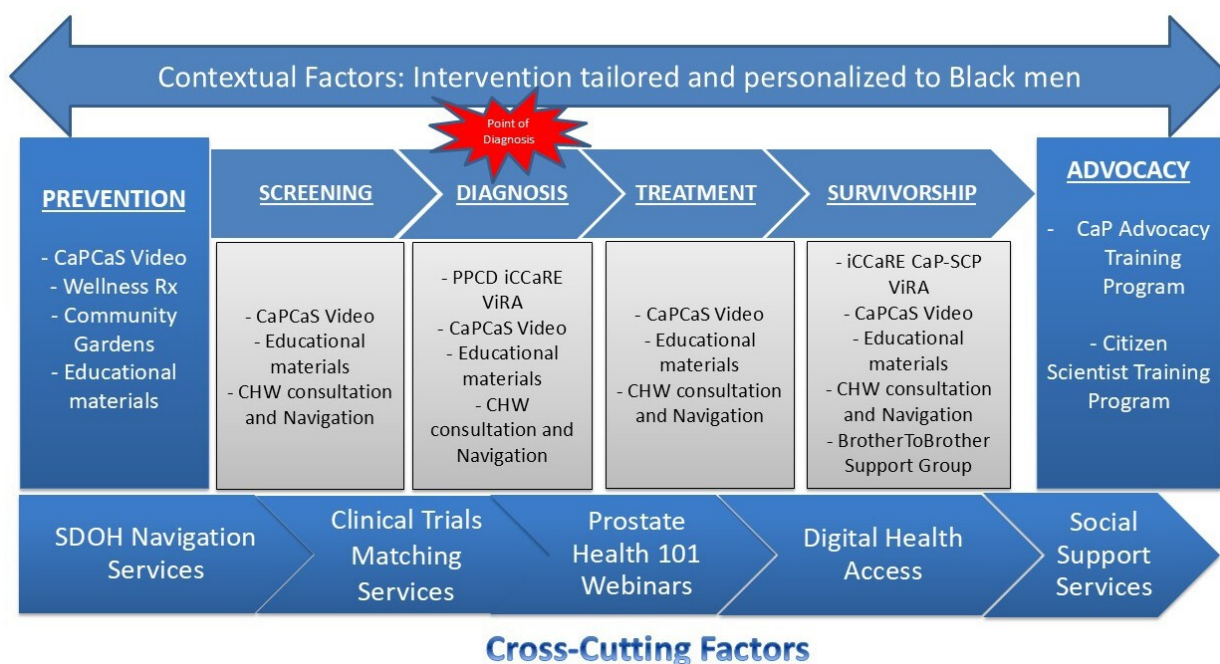 Contextual Factors: Intervention tailored and personalized to Black men
Point of
Diagnosis
PREVENTION
- CaPCaS Video
- Wellness Rx
- Community
Gardens
- Educational
materials
SCREENING
- CaPCaS Video
- Educational
materials
- CHW consultation
and Navigation
DIAGNOSIS
- PPCD iCCaRE
ViRA
- CaPCaS Video
- Educational
materials
- CHW
consultation and
Navigation
TREATMENT
- CaPCaS Video
- Educational
materials
- CHW consultation
and Navigation
SURVIVORSHIP
- iCCaRE CaP-SCP
ViRA
- CaPCaS Video
- Educational
materials
- CHW consultation
and Navigation
- BrotherToBrother
Support Group
ADVOCACY
- CaP Advocacy
Training
Program
- Citizen
Scientist Training
Program
SDOH Navigation
Services
Clinical Trials
Matching
Services
Prostate
Health 101
Webinars
Digital Health
Access
Social
Support
Services
Cross-Cutting Factors